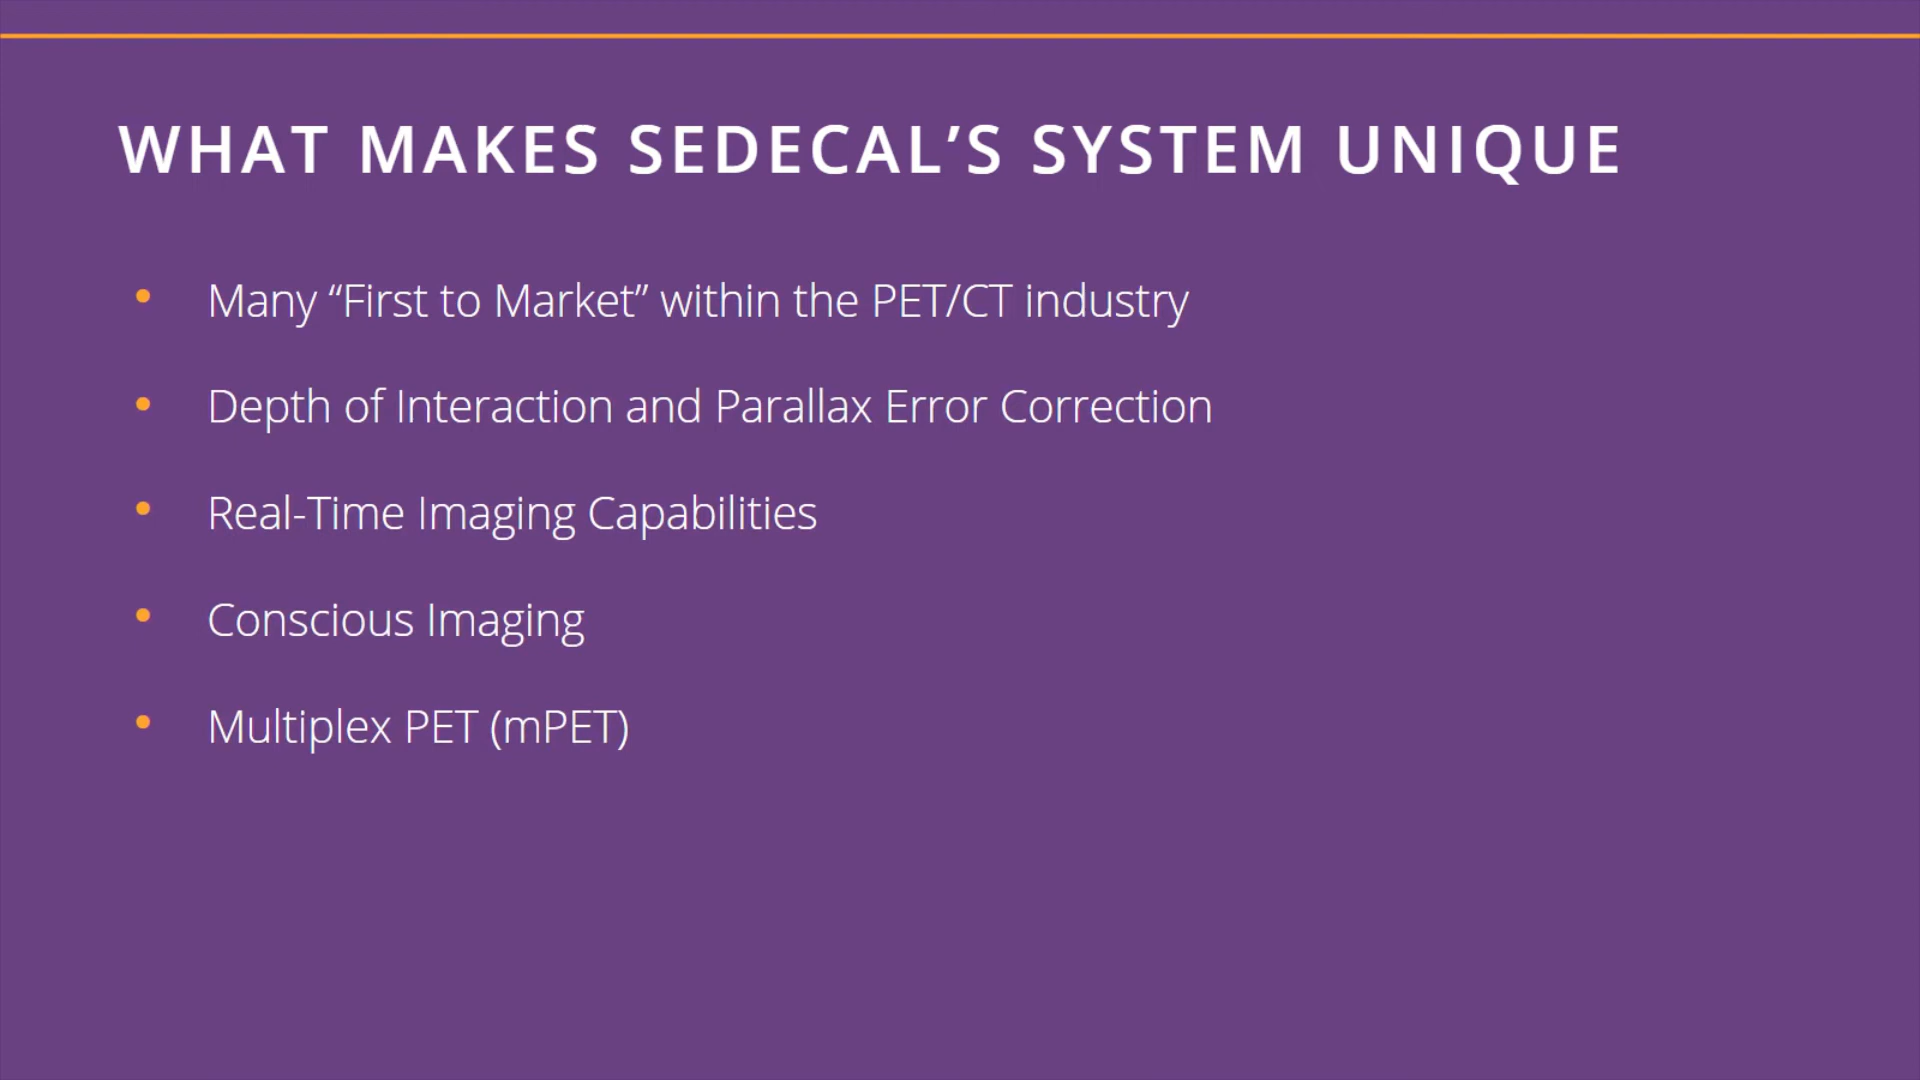 WHAT MAKES SEDECAL’S SYSTEM UNIQUE
• Many “First to Market” within the PET/CT industry
• Depth of Interaction and Parallax Error Correction
• Real-Time Imaging Capabilities
• Conscious Imaging
• Multiplex PET (mPET)